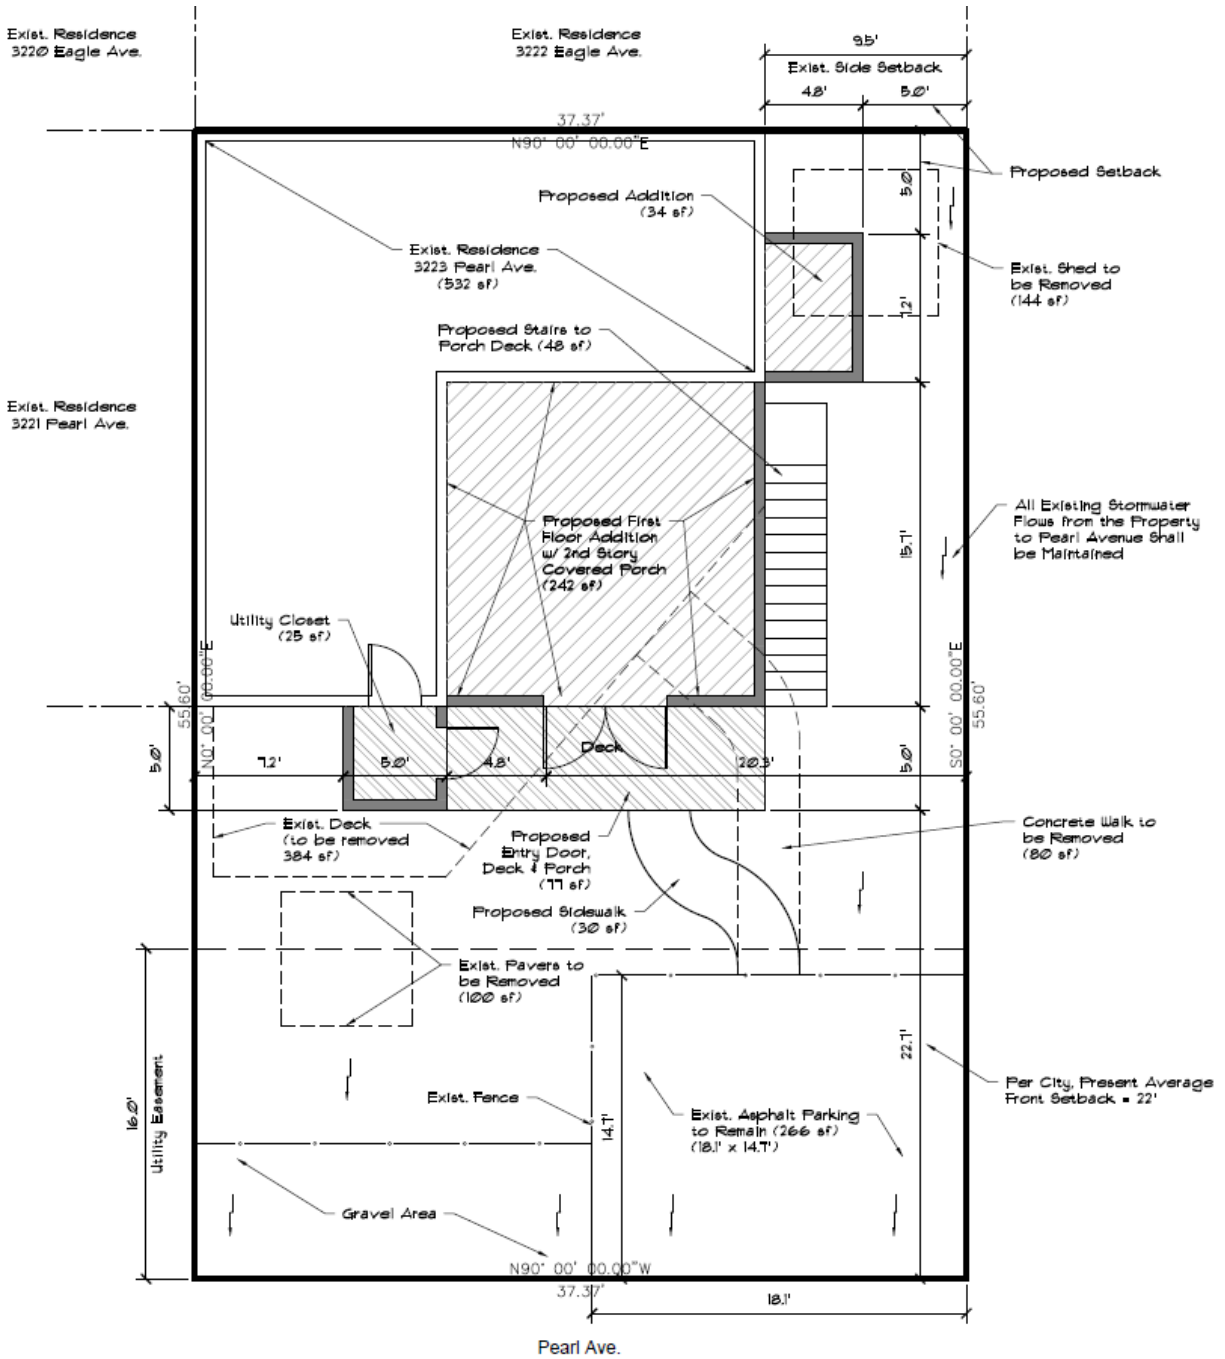 Exist. Residence
3220 Eagle Ave.
Exist. Residence
3222 Eagle Ave.
9.5'
Exist. Side Setback
4.8'
5.0'
37.37'
N90° 00' 00.00"E
Proposed Setback
5.0'
Proposed Addition
(34 sf)
Exist. Residence
3223 Pearl Ave.
(532 sf)
Exist. Shed to
be Removed
(144 sf)
7.2'
Proposed Stairs to
Porch Deck (48 sf)
Exist. Residence
3221 Pearl Ave.
Proposed First
Floor Addition
w/ 2nd Story
Covered Porch
(242 sf)
All Existing Stormwater
Flows from the Property
to Pearl Avenue Shall
be Maintained
15.7'
Utility Closet
(25 sf)
55.60'
N0° 00' 00.00"E
S0° 00' 00.00"E
55.60'
5.0'
7.2'
5.0'
4.8'
Deck
20.3'
5.0'
Exist. Deck
(to be removed
384 sf)
Proposed
Entry Door,
Deck & Porch
(77 sf)
Concrete Walk to
be Removed
(80 sf)
Proposed Sidewalk
(30 sf)
Exist. Pavers to
be Removed
(100 sf)
22.7'
16.0'
Utility Easement
Exist. Fence
14.7'
Exist. Asphalt Parking
to Remain (266 sf)
(18.1' x 14.7')
Per City, Present Average
Front Setback = 22'
Gravel Area
N90° 00' 00.00"W
37.37'
18.1'
Pearl Ave.